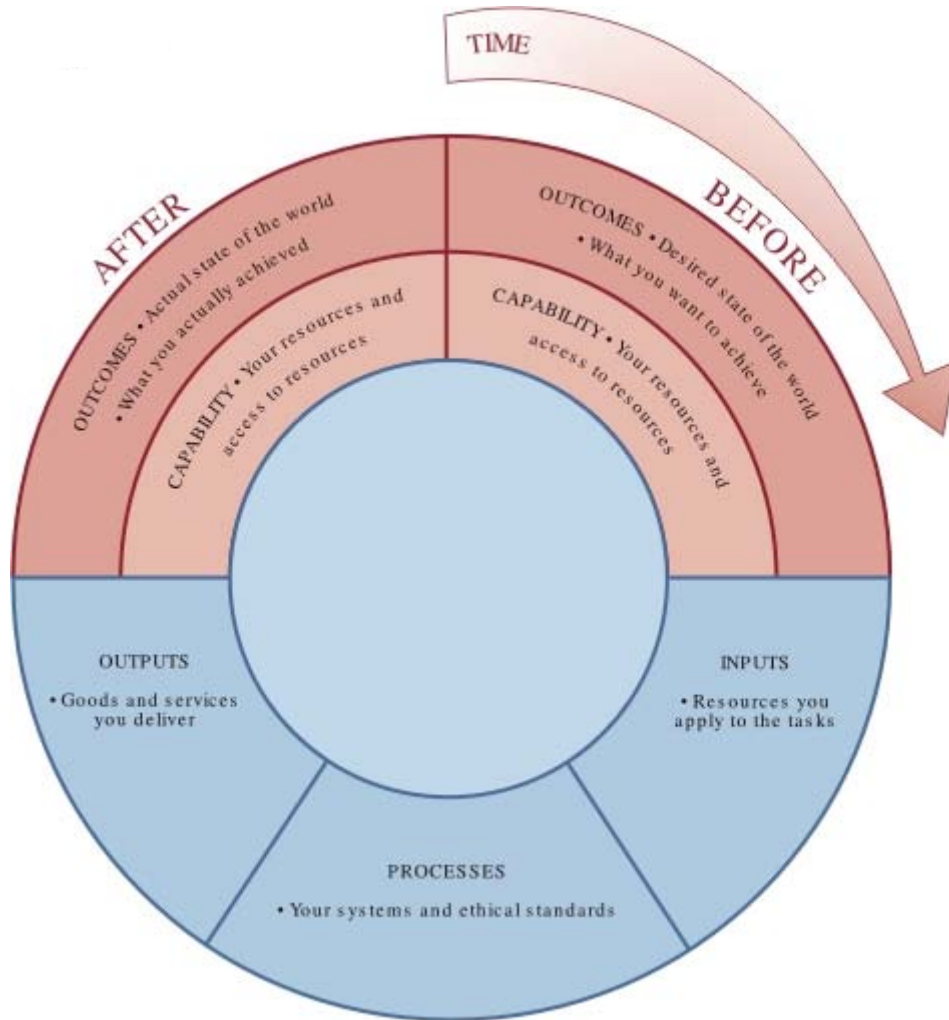 TIME
BEFORE
OUTCOMES • Desired state of the world
• What you want to achieve
CAPABILITY • Your resources and
access to resources
INPUTS
• Resources you
apply to the tasks
PROCESSES
• Your systems and ethical standards
OUTPUTS
• Goods and services
you deliver
AFTER
OUTCOMES • Actual state of the world
• What you actually achieved
CAPABILITY • Your resources and
access to resources